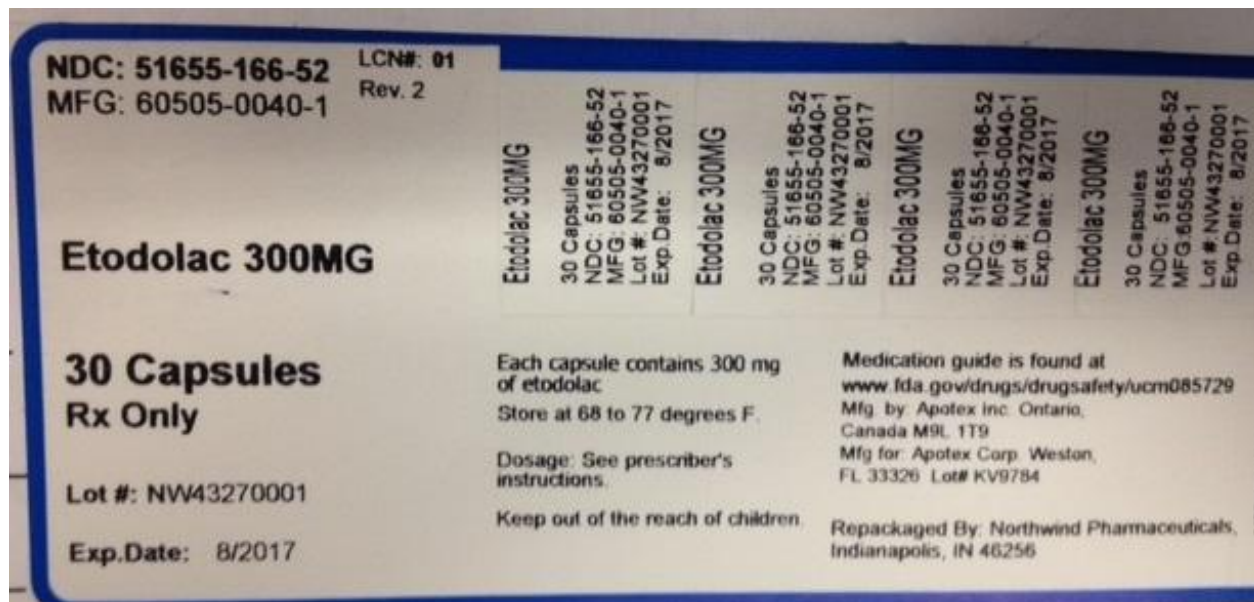 NDC: 51655-166-52
MFG: 60505-0040-1
LCN#: 01
Rev. 2
Etodolac 300MG
30 Capsules
Rx Only
Lot #: NW43270001
Exp.Date: 8/2017
Etodolac 300MG
30 Capsules
NDC: 51655-166-52
MFG: 60505-0040-1
Lot #: NW43270001
Exp.Date: 8/2017
Etodolac 300MG
30 Capsules
NDC: 51655-166-52
MFG: 60505-0040-1
Lot #: NW43270001
Exp.Date: 8/2017
Etodolac 300MG
30 Capsules
NDC: 51655-166-52
MFG: 60505-0040-1
Lot #: NW43270001
Exp.Date: 8/2017
Etodolac 300MG
30 Capsules
NDC: 51655-166-52
MFG:60505-0040-1
Lot #:NW43270001
Exp.Date: 8/2017
Each capsule contains 300 mg
of etodolac
Store at 68 to 77 degrees F.
Dosage: See prescriber's
instructions.
Keep out of the reach of children.
Medication guide is found at
www.fda.gov/drugs/drugsafety/ucm085729
Mfg. by: Apotex Inc. Ontario,
Canada M9L 1T9
Mfg for: Apotex Corp. Weston,
FL 33326 Lot# KV9784
Repackaged By: Northwind Pharmaceuticals,
Indianapolis, IN 46256